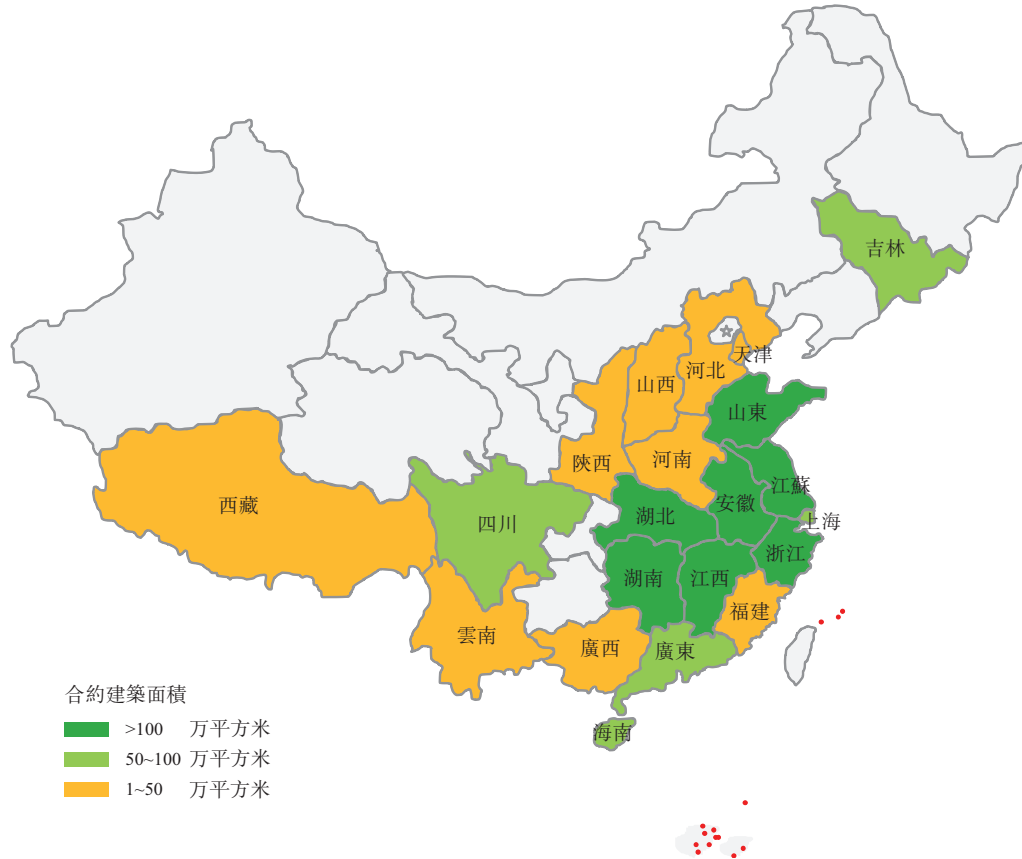 吉林
天津
河北
山西
山東
陝西
河南
江蘇
安徽
西藏
湖北
上海
四川
浙江
湖南
江西
福建
雲南
廣西
廣東
合約建築面積
>100 万平方米
海南
50~100 万平方米
1~50 万平方米